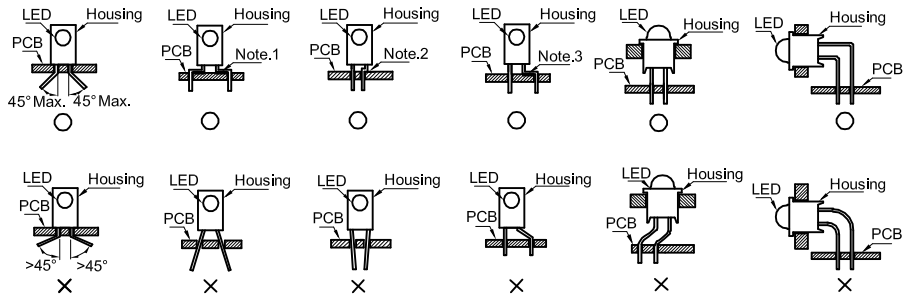 LED Housing
PCB
45° Max. 45° Max.
LED Housing
PCB Note.1
LED Housing
PCB Note.2
LED Housing
PCB Note.3
LED Housing
PCB
Housing
LED
PCB
LED Housing
PCB
>45° >45°
LED Housing
PCB
LED Housing
PCB
LED Housing
PCB
LED Housing
PCB
Housing
LED
PCB